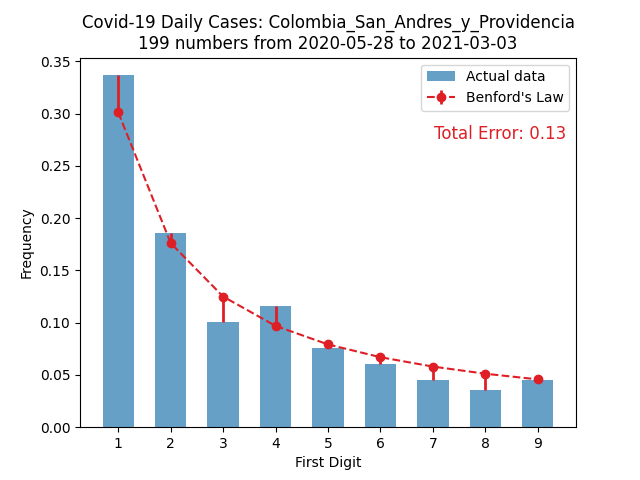 Covid-19 Daily Cases: Colombia_San_Andres_y_Providencia
199 numbers from 2020-05-28 to 2021-03-03
Actual data
Benford's Law
Total Error: 0.13
Frequency
0.35
0.30
0.25
0.20
0.15
0.10
0.05
0.00
1 2 3 4 5 6 7 8 9
First Digit